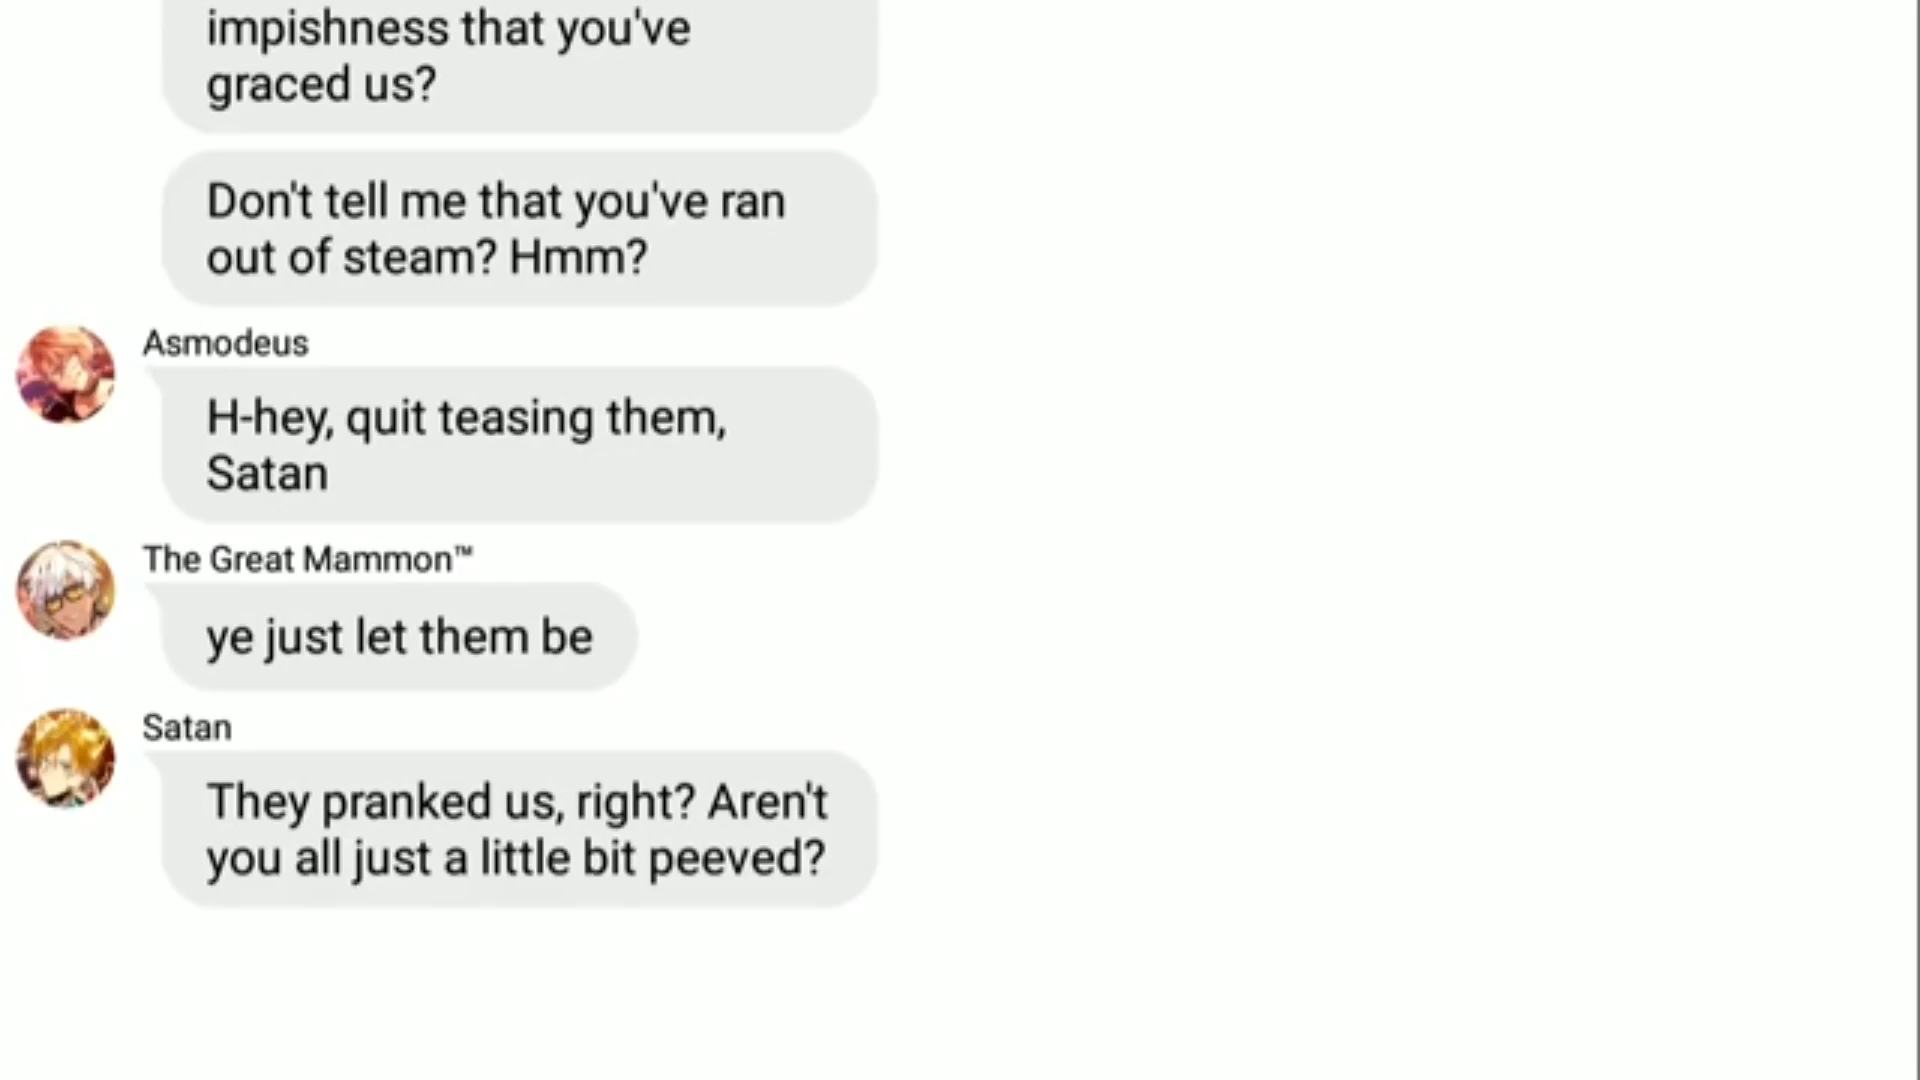 impishness that you've
graced us?
Don't tell me that you've ran
out of steam? Hmm?
Asmodeus
H-hey, quit teasing them,
Satan
The Great Mammon™
ye just let them be
Satan
They pranked us, right? Aren't
you all just a little bit peeved?